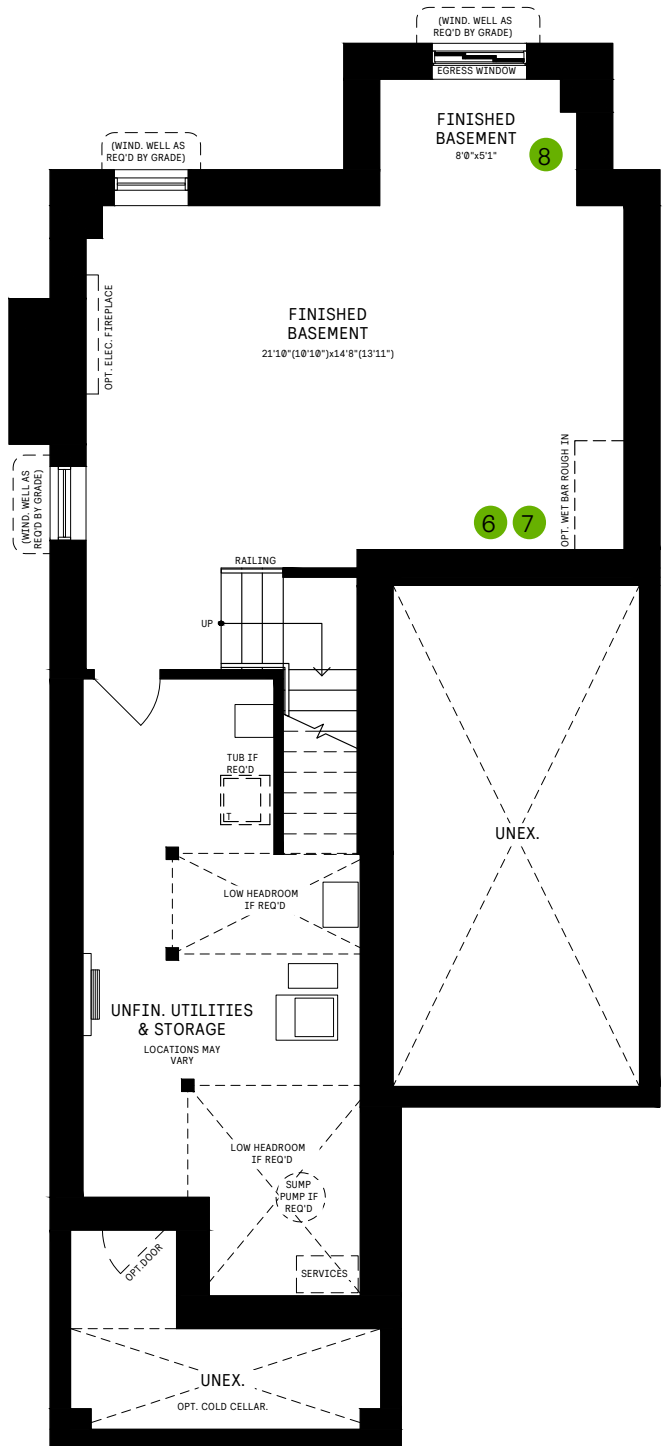 (WIND. WELL AS
REQ'D BY GRADE)
EGRESS WINDOW
FINISHED
BASEMENT
8'0"x5'1"
8
(WIND. WELL AS
REQ'D BY GRADE)
OPT. ELEC. FIREPLACE
FINISHED
BASEMENT
21'10"(10'10")x14'8"(13'11")
(WIND. WELL AS
REQ'D BY GRADE)
OPT. WET BAR ROUGH IN
6
7
RAILING
UP
TUB IF
REQ'D
LT
LOW HEADROOM
IF REQ'D
UNEX.
UNFIN. UTILITIES
& STORAGE
LOCATIONS MAY
VARY
LOW HEADROOM
IF REQ'D
SUMP
PUMP IF
REQ'D
OPT.DOOR
SERVICES
UNEX.
OPT. COLD CELLAR.